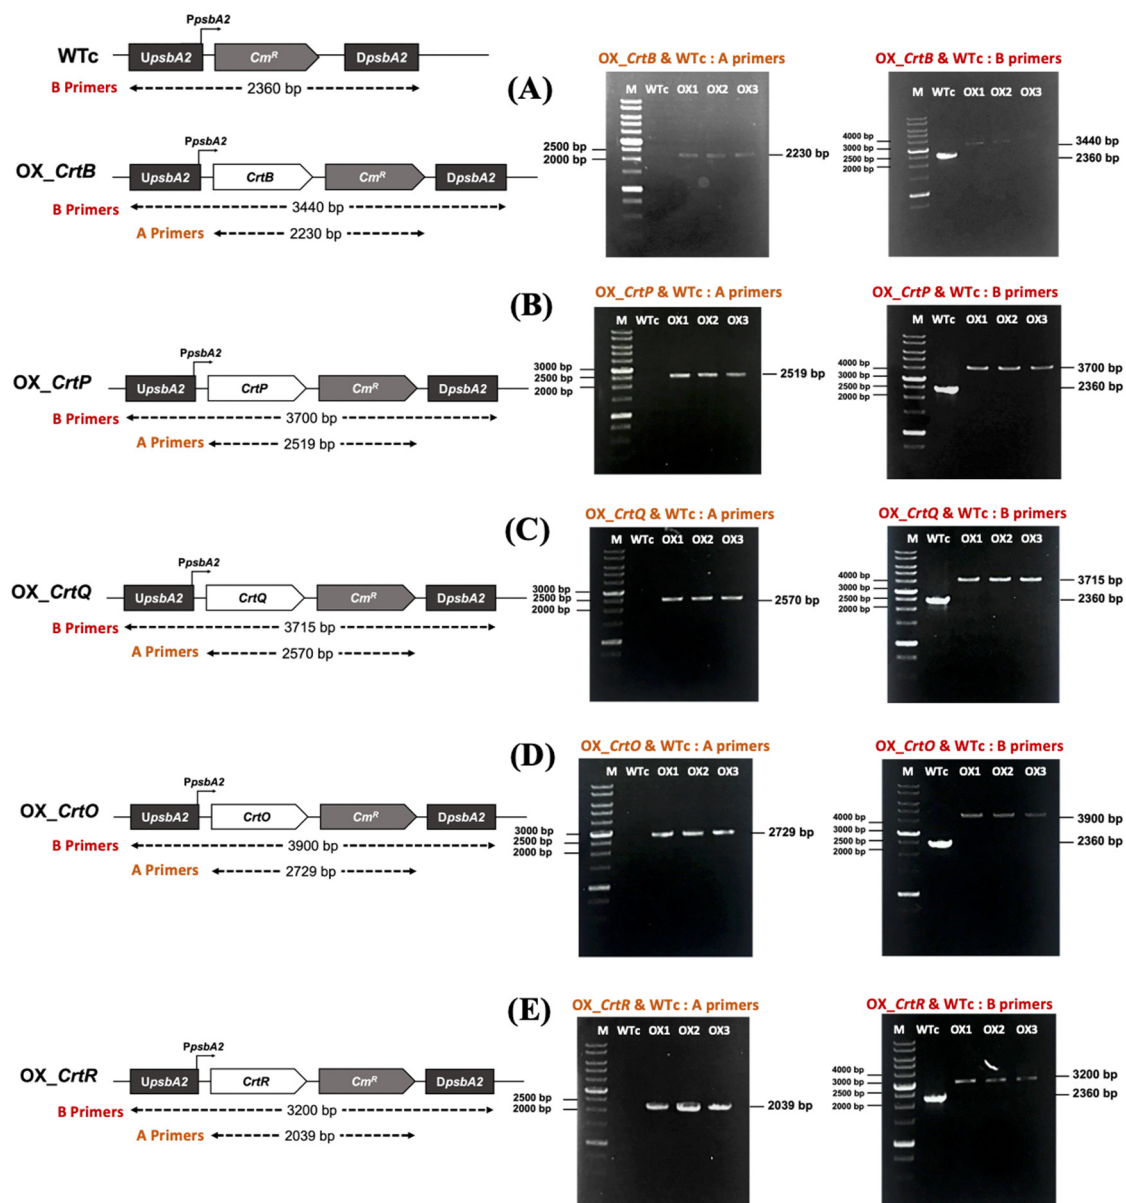 PpsbA2
WTc
UpsbA2 CmR DpsbA2
B Primers
2360 bp
PpsbA2
OX_CrtB
UpsbA2 CrtB CmR DpsbA2
B Primers
3440 bp
A Primers
2230 bp
(A)
OX_CrtB & WTc : A primers
M WTc OX1 OX2 OX3
2500 bp
2000 bp
2230 bp
OX_CrtB & WTc : B primers
M WTc OX1 OX2 OX3
4000 bp
3000 bp
2500 bp
2000 bp
3440 bp
2360 bp
PpsbA2
OX_CrtP
UpsbA2 CrtP CmR DpsbA2
B Primers
3700 bp
A Primers
2519 bp
(B)
OX_CrtP & WTc : A primers
M WTc OX1 OX2 OX3
3000 bp
2500 bp
2000 bp
2519 bp
OX_CrtP & WTc : B primers
M WTc OX1 OX2 OX3
4000 bp
3000 bp
2500 bp
2000 bp
3700 bp
2360 bp
PpsbA2
OX_CrtQ
UpsbA2 CrtQ CmR DpsbA2
B Primers
3715 bp
A Primers
2570 bp
(C)
OX_CrtQ & WTc : A primers
M WTc OX1 OX2 OX3
3000 bp
2500 bp
2000 bp
2570 bp
OX_CrtQ & WTc : B primers
M WTc OX1 OX2 OX3
4000 bp
3000 bp
2500 bp
2000 bp
3715 bp
2360 bp
PpsbA2
OX_CrtO
UpsbA2 CrtO CmR DpsbA2
B Primers
3900 bp
A Primers
2729 bp
(D)
OX_CrtO & WTc : A primers
M WTc OX1 OX2 OX3
3000 bp
2500 bp
2000 bp
2729 bp
OX_CrtO & WTc : B primers
M WTc OX1 OX2 OX3
4000 bp
3000 bp
2500 bp
2000 bp
3900 bp
2360 bp
PpsbA2
OX_CrtR
UpsbA2 CrtR CmR DpsbA2
B Primers
3200 bp
A Primers
2039 bp
(E)
OX_CrtR & WTc : A primers
M WTc OX1 OX2 OX3
2500 bp
2000 bp
2039 bp
OX_CrtR & WTc : B primers
M WTc OX1 OX2 OX3
4000 bp
3000 bp
2500 bp
2000 bp
3200 bp
2360 bp